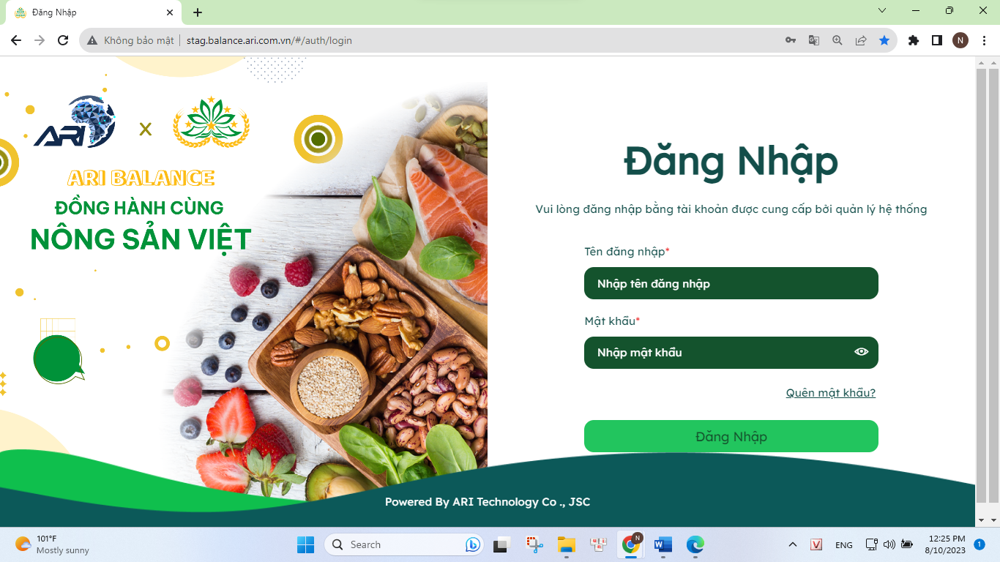 Đăng Nhập
Không bảo mật
stag.balance.ari.com.vn/#/auth/login
N
ARI
X
ARI BALANCE
ĐỒNG HÀNH CÙNG
NÔNG SẢN VIỆT
Đăng Nhập
Vui lòng đăng nhập bằng tài khoản được cung cấp bởi quản lý hệ thống
Tên đăng nhập*
Nhập tên đăng nhập
Mật khẩu*
Nhập mật khẩu
Quên mật khẩu?
Đăng Nhập
Powered By ARI Technology Co ., JSC
101°F
Mostly sunny
Search
N
W
V
ENG
12:25 PM
8/10/2023
1